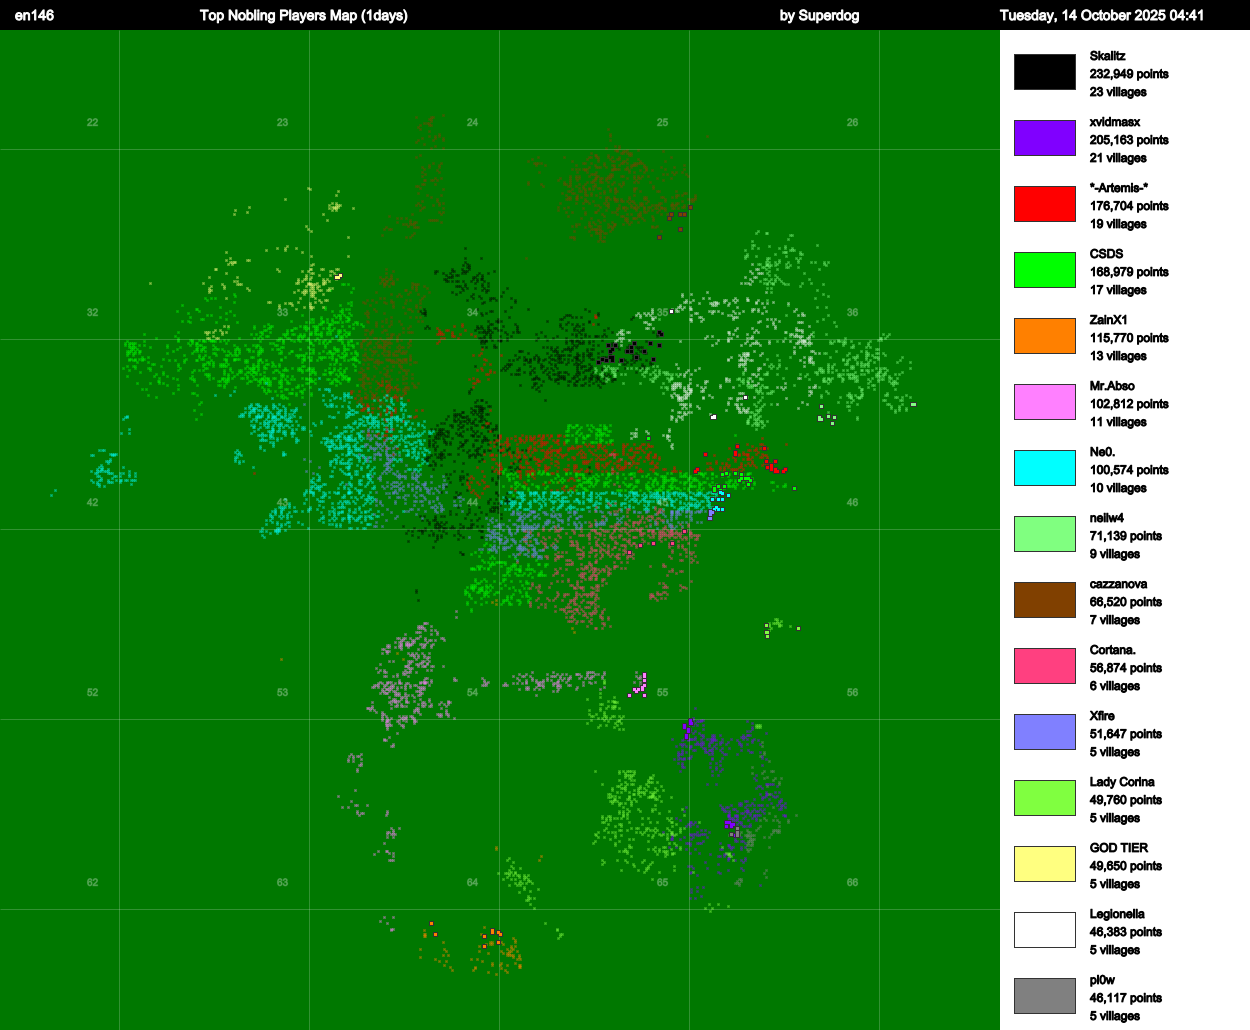 en146 Top Nobling Players Map (1days) by Superdog Tuesday, 14 October 2025 04:41
22 23 24 25 26
32 33 34 35 36
42 43 44 45 46
52 53 54 55 56
62 63 64 65 66
Skalitz
232,949 points
23 villages
xvidmasx
205,163 points
21 villages
*-Artemis-*
176,704 points
19 villages
CSDS
168,979 points
17 villages
ZainX1
115,770 points
13 villages
Mr.Abso
102,812 points
11 villages
Ne0.
100,574 points
10 villages
neilw4
71,139 points
9 villages
cazzanova
66,520 points
7 villages
Cortana.
56,874 points
6 villages
Xfire
51,647 points
5 villages
Lady Corina
49,760 points
5 villages
GOD TIER
49,650 points
5 villages
Legionella
46,383 points
5 villages
pl0w
46,117 points
5 villages